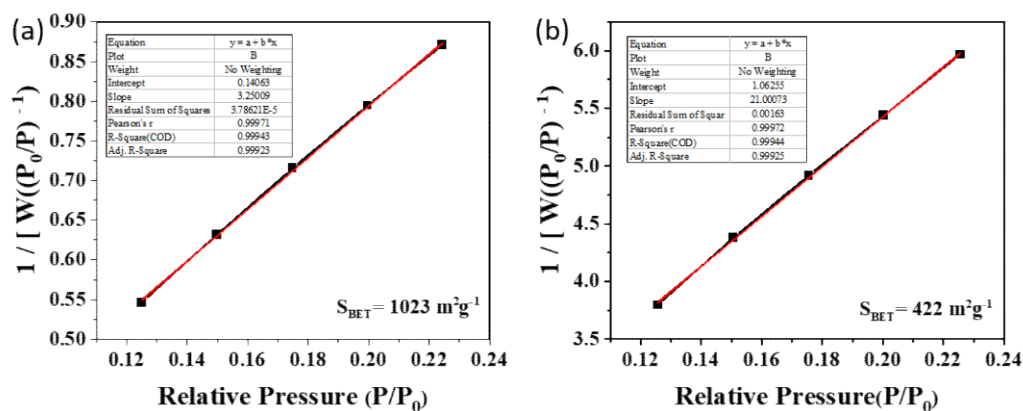 (a)
0.90
0.85
0.80
0.75
0.70
0.65
0.60
0.55
0.50
1 / [ W((P₀/P) - 1)
Equation y = a + b*x
Plot B
Weight No Weighting
Intercept 0.14063
Slope 3.25009
Residual Sum of Squares 3.78621E-5
Pearson's r 0.99971
R-Square(COD) 0.99943
Adj. R-Square 0.99923
S_BET = 1023 m²g⁻¹
0.12 0.14 0.16 0.18 0.20 0.22 0.24
Relative Pressure (P/P₀)
(b)
6.0
5.5
5.0
4.5
4.0
3.5
1 / [ W((P₀/P) - 1)
Equation y = a + b*x
Plot B
Weight No Weighting
Intercept 1.06255
Slope 21.00073
Residual Sum of Squar 0.00163
Pearson's r 0.99972
R-Square(COD) 0.99944
Adj. R-Square 0.99925
S_BET = 422 m²g⁻¹
0.12 0.14 0.16 0.18 0.20 0.22 0.24
Relative Pressure(P/P₀)